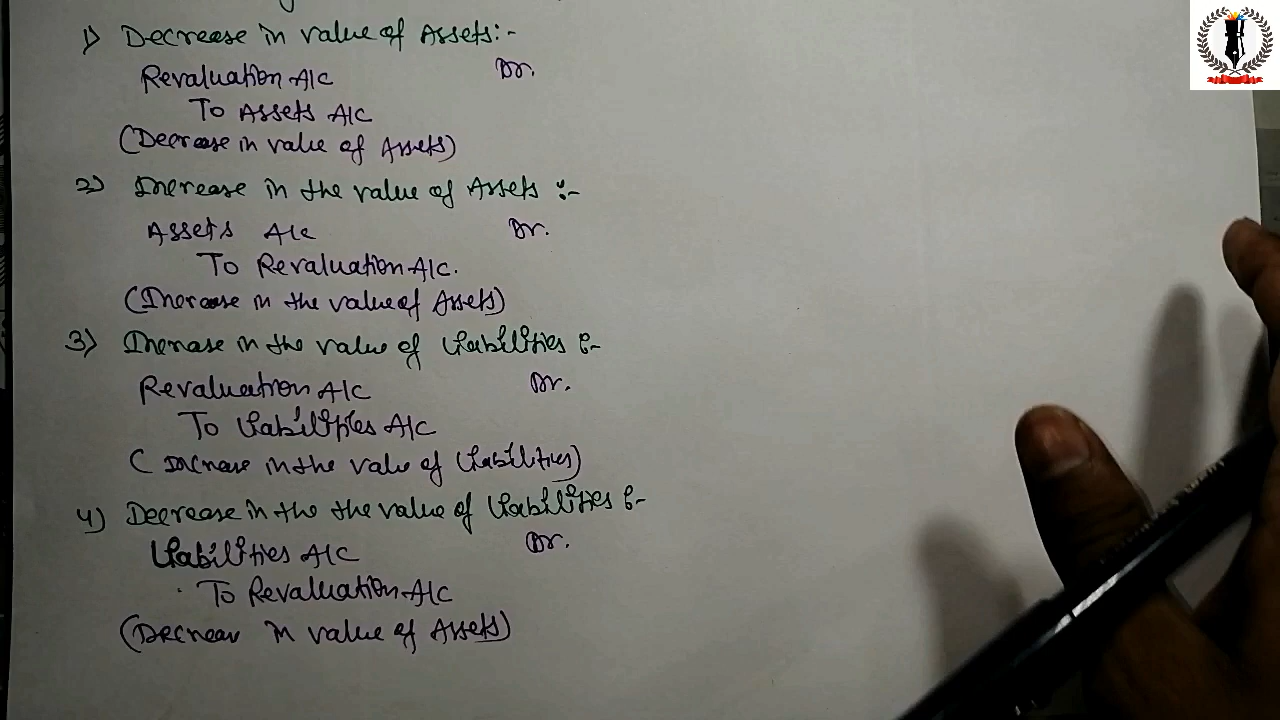 1) Decrease in value of Assets:-
Revaluation A/c Dr.
To Assets A/c
(Decrease in value of Assets)
2) Increase in the value of Assets :-
Assets A/c Dr.
To Revaluation A/c.
(Increase in the value of Assets)
3) Increase in the value of Liabilities :-
Revaluation A/c Dr.
To Liabilities A/c
(Increase in the value of Liabilities)
4) Decrease in the the value of Liabilities :-
Liabilities A/c Dr.
To Revaluation A/c
(Decrease in value of Assets)